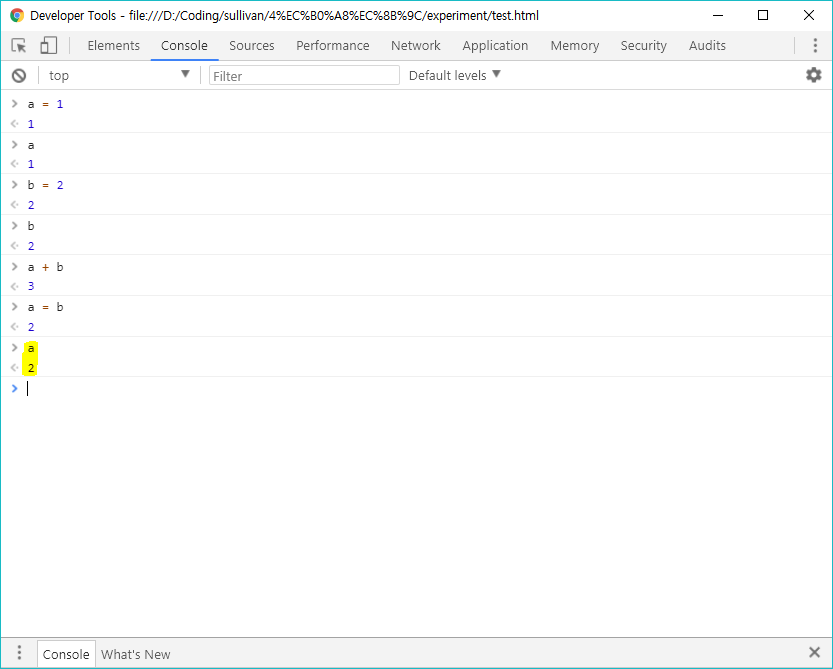 Developer Tools - file:///D:/Coding/sullivan/4%EC%B0%A8%EC%8B%9C/experiment/test.html
Elements Console Sources Performance Network Application Memory Security Audits
top Filter Default levels
> a = 1
1
> a
1
> b = 2
2
> b
2
> a + b
3
> a = b
2
> a
2
>
Console What's New